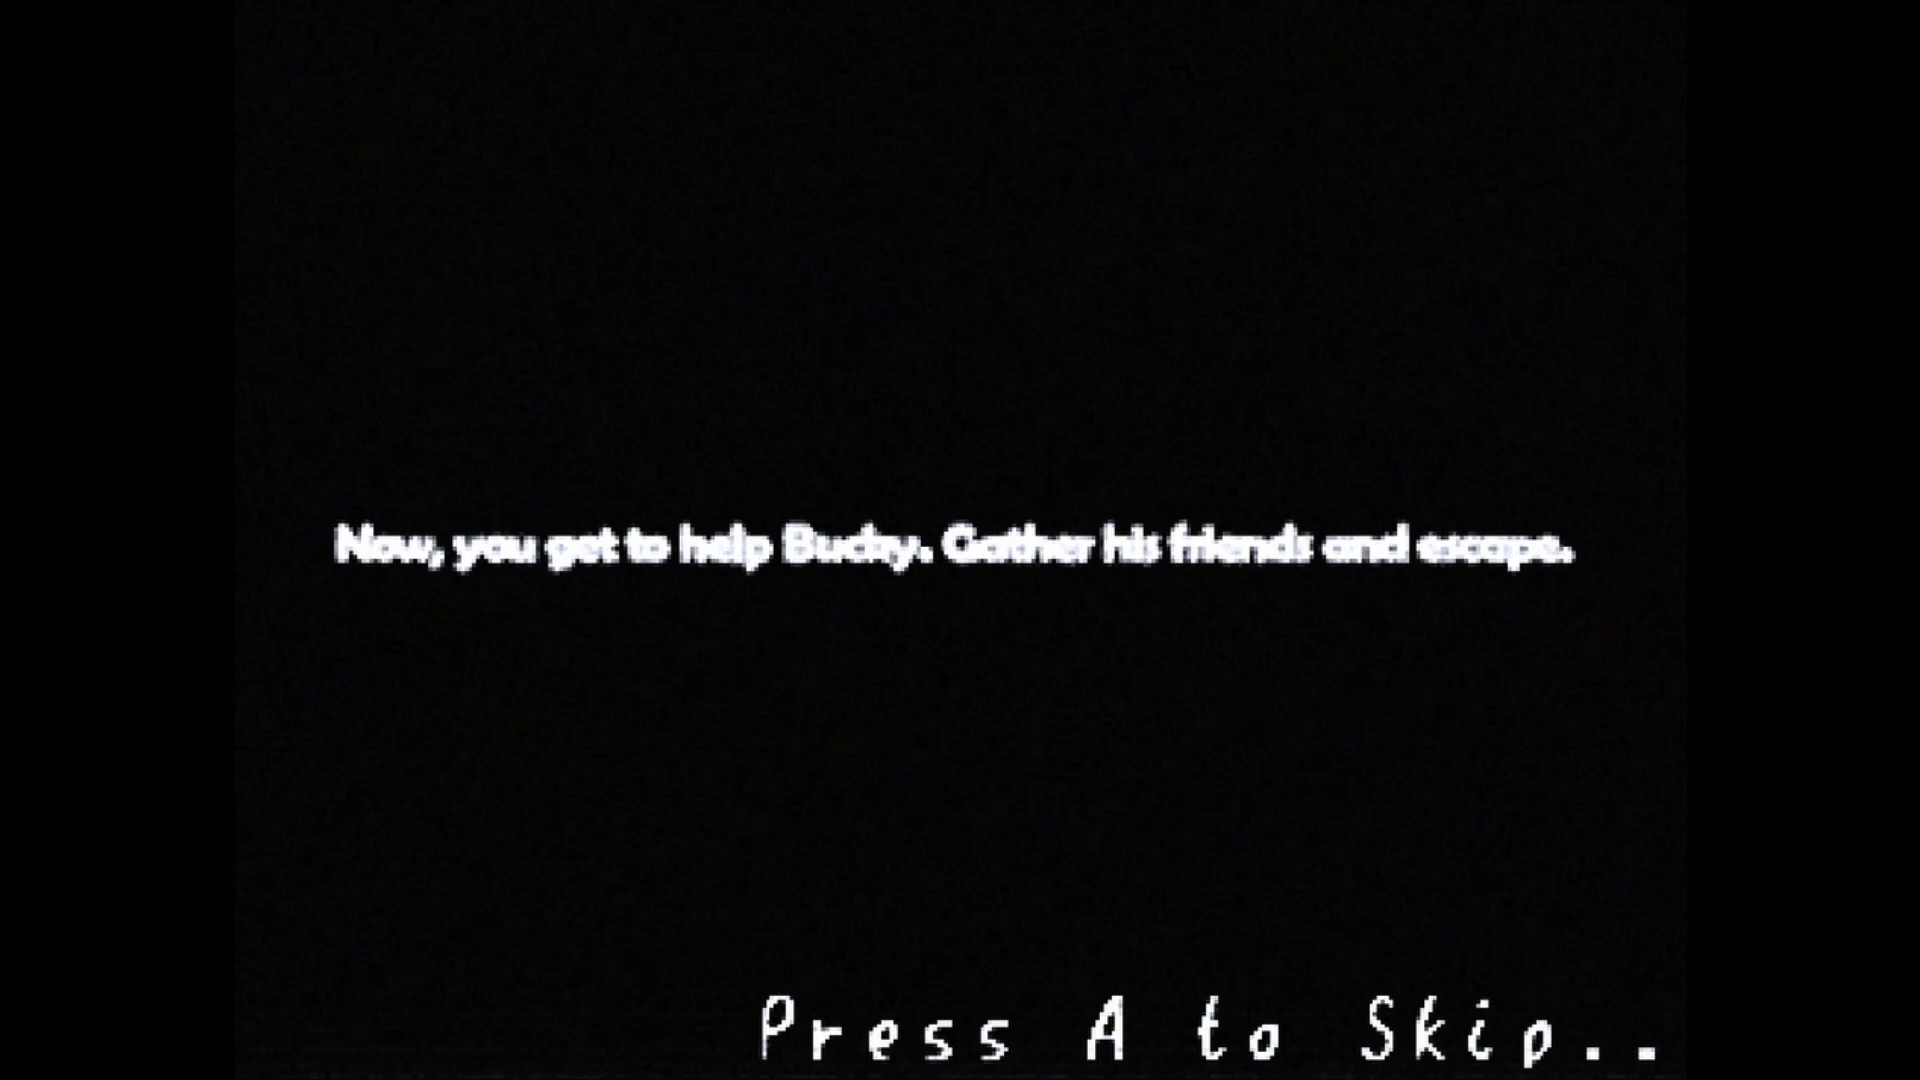 Now, you get to help Bucky. Gather his friends and escape.
Press A to Skip..